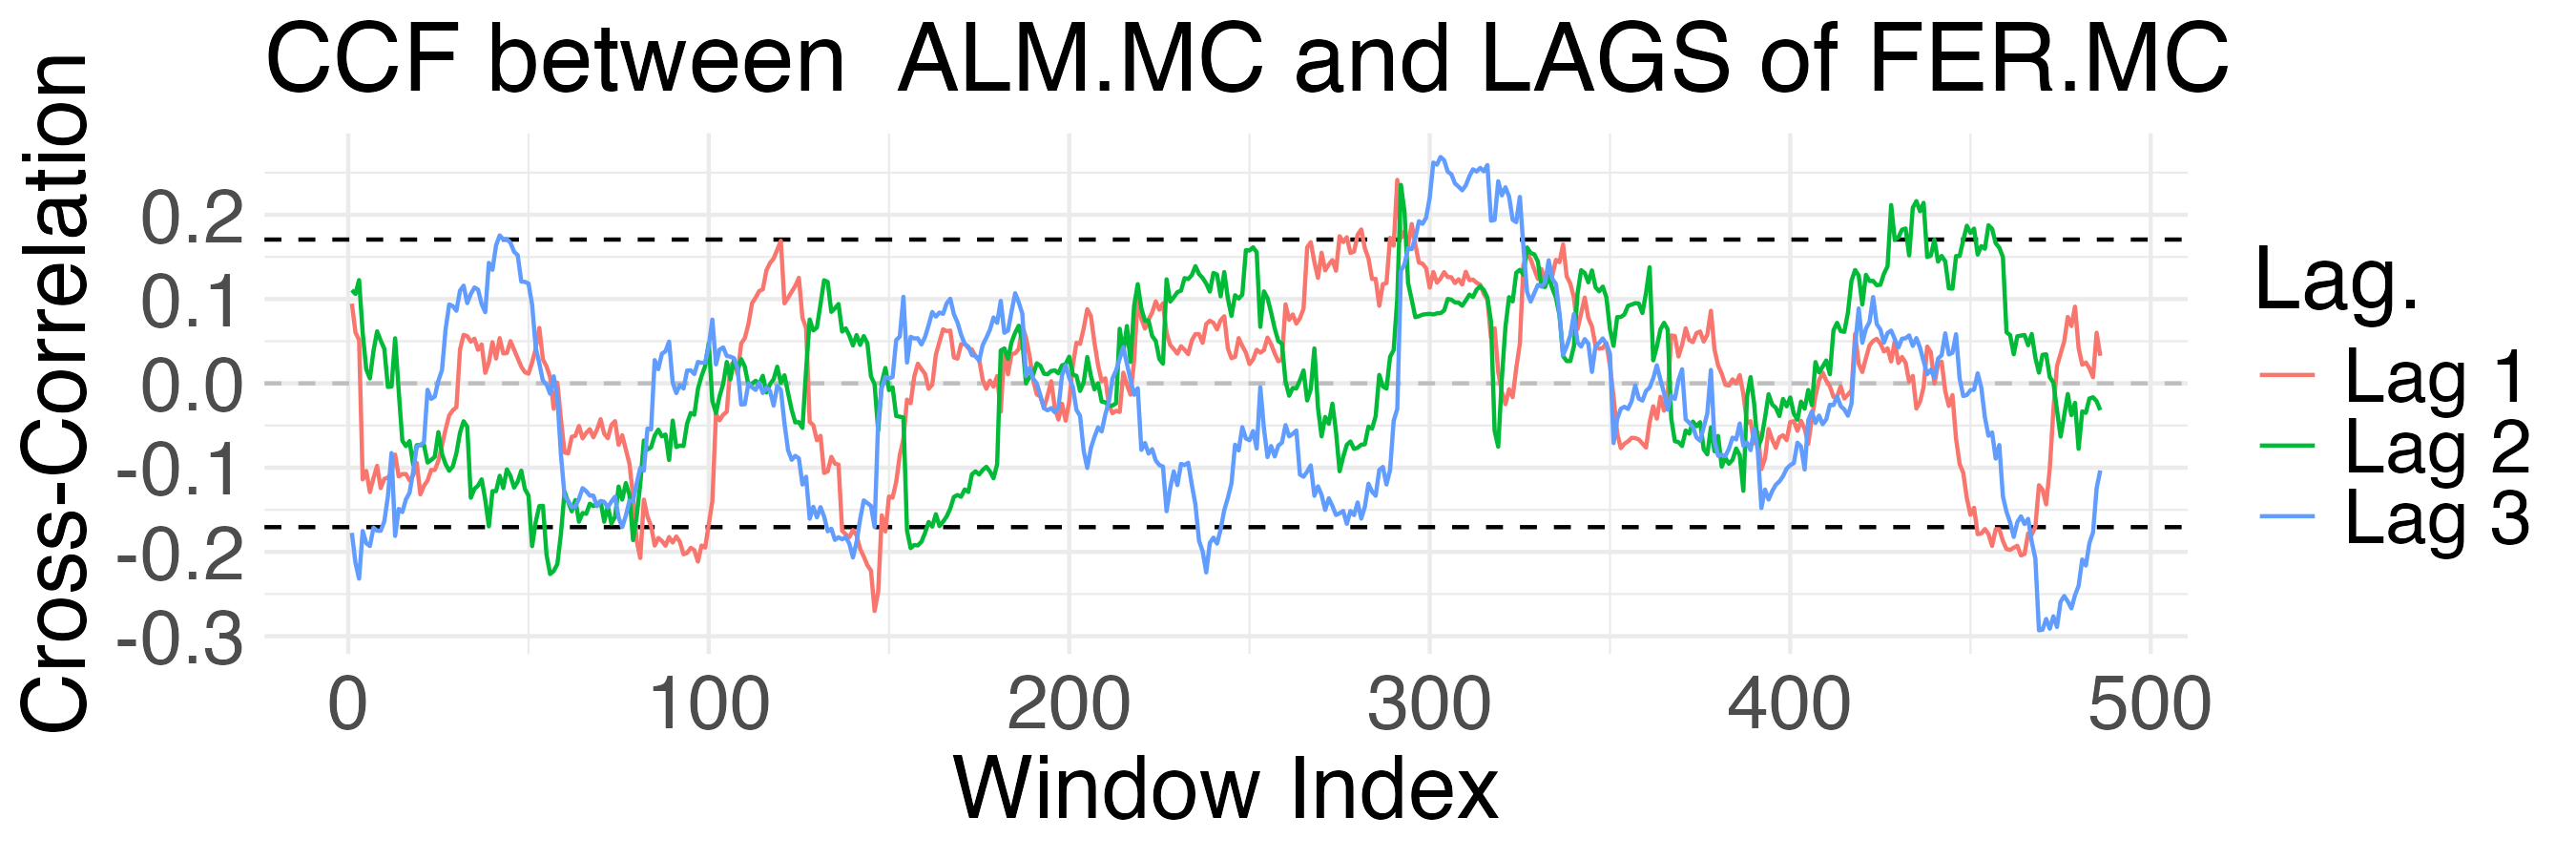 CCF between  ALM.MC and LAGS of FER.MC
Cross-Correlation
0.2
0.1
0.0
-0.1
-0.2
-0.3
0 100 200 300 400 500
Window Index
Lag.
Lag 1
Lag 2
Lag 3